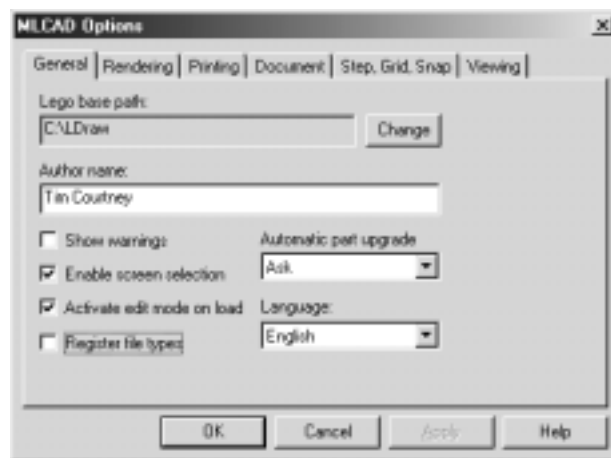 MLCAD Options
General Rendering Printing Document Step, Grid, Snap Viewing
Lego base path:
C:\LDraw
Change
Author name:
Tim Courtney
Show warnings
Automatic part upgrade
Enable screen selection
Ask
Activate edit mode on load
Language:
Register file types
English
OK Cancel Apply Help